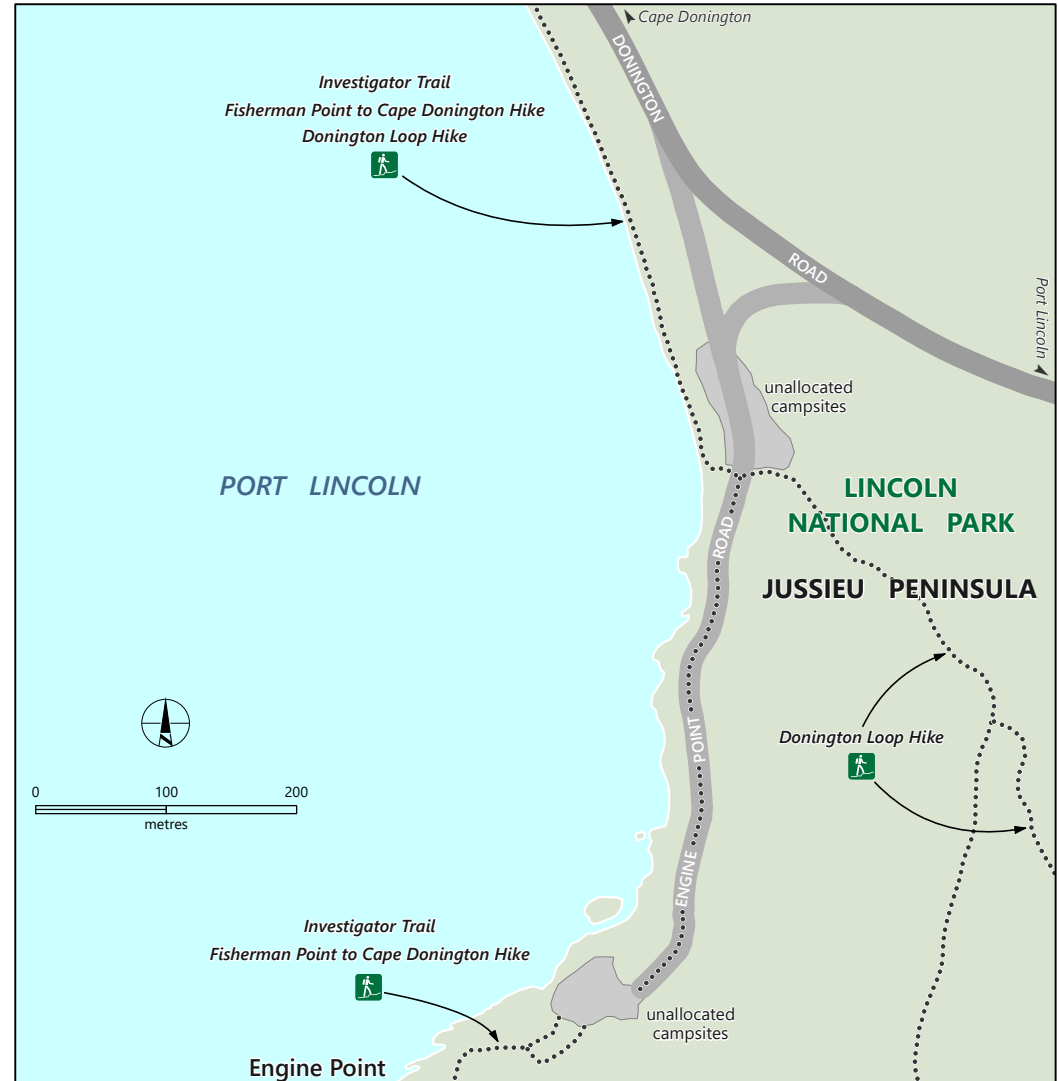 Cape Donington
DONINGTON
ROAD
Investigator Trail
Fisherman Point to Cape Donington Hike
Donington Loop Hike
Port Lincoln
unallocated
campsites
PORT LINCOLN
LINCOLN
NATIONAL PARK
ROAD
JUSSIEU PENINSULA
N
POINT
Donington Loop Hike
0 100 200
metres
ENGINE
Investigator Trail
Fisherman Point to Cape Donington Hike
unallocated
campsites
Engine Point